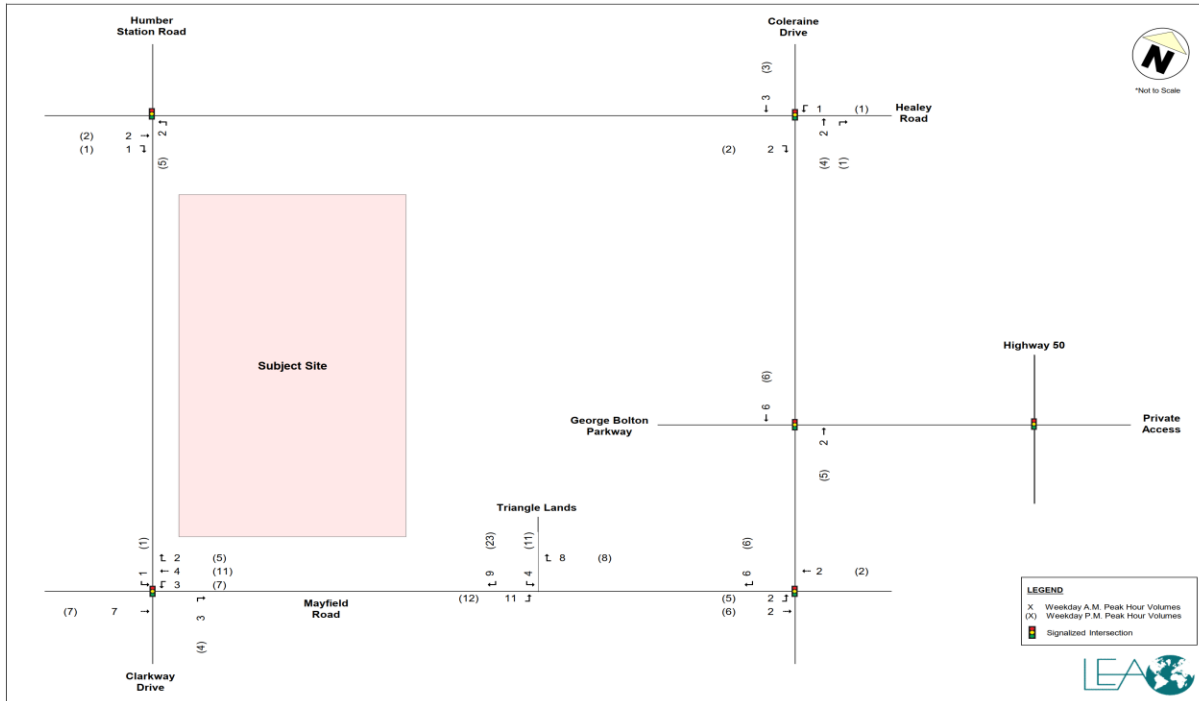 Humber
Station Road
Coleraine
Drive
N
*Not to Scale
(3)
3
1 (1)
Healey
Road
(2) 2
2
2
(1) 1
(5)
(2) 2
(4)
(1)
Subject Site
Highway 50
(6)
6
George Bolton
Parkway
Private
Access
2
(5)
Triangle Lands
(1)
2 (5)
(23)
(11)
8 (8)
(6)
1
4 (11)
9
4
6
2 (2)
3 (7)
Mayfield
Road
(12) 11
(5) 2
(7) 7
3
(6) 2
(4)
Clarkway
Drive
LEGEND
X Weekday A.M. Peak Hour Volumes
(X) Weekday P.M. Peak Hour Volumes
Signalized Intersection
LEA